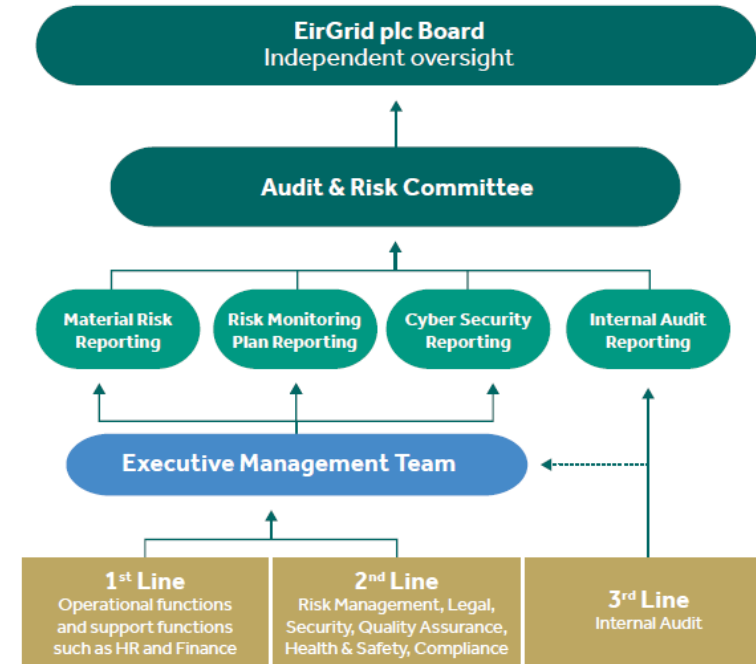 EirGrid plc Board
Independent oversight
Audit & Risk Committee
Material Risk
Reporting
Risk Monitoring
Plan Reporting
Cyber Security
Reporting
Internal Audit
Reporting
Executive Management Team
1st Line
Operational functions
and support functions
such as HR and Finance
2nd Line
Risk Management, Legal,
Security, Quality Assurance,
Health & Safety, Compliance
3rd Line
Internal Audit